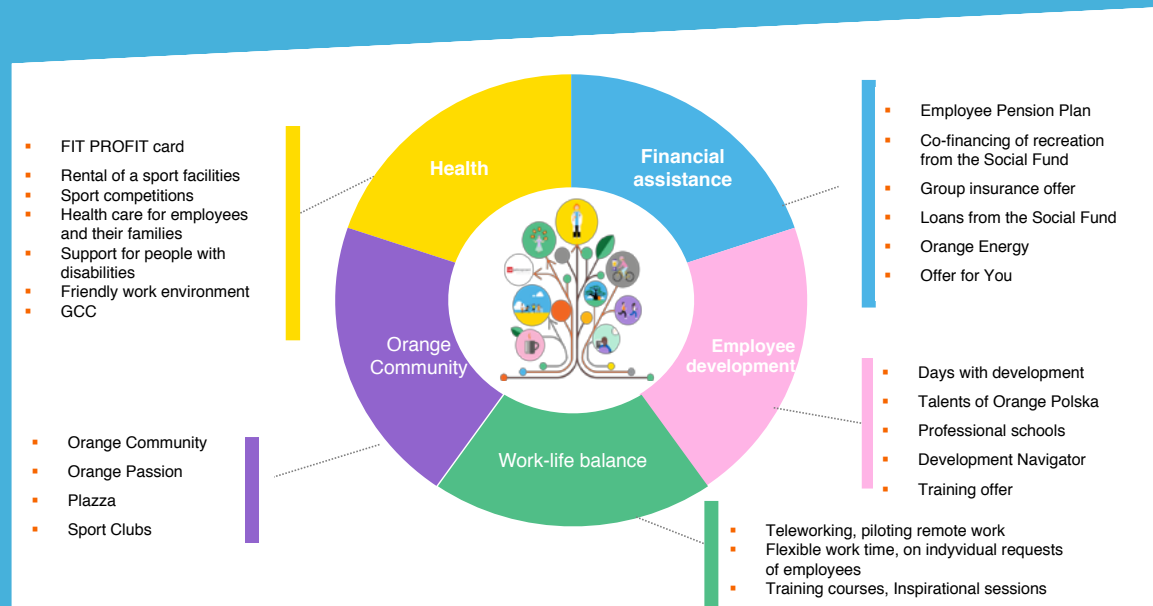 Health
FIT PROFIT card
Rental of a sport facilities
Sport competitions
Health care for employees
and their families
Support for people with
disabilities
Friendly work environment
GCC
Financial
assistance
Employee Pension Plan
Co-financing of recreation
from the Social Fund
Group insurance offer
Loans from the Social Fund
Orange Energy
Offer for You
Orange
Community
Orange Community
Orange Passion
Plazza
Sport Clubs
Employee
development
Days with development
Talents of Orange Polska
Professional schools
Development Navigator
Training offer
Work-life balance
Teleworking, piloting remote work
Flexible work time, on indyvidual requests
of employees
Training courses, Inspirational sessions